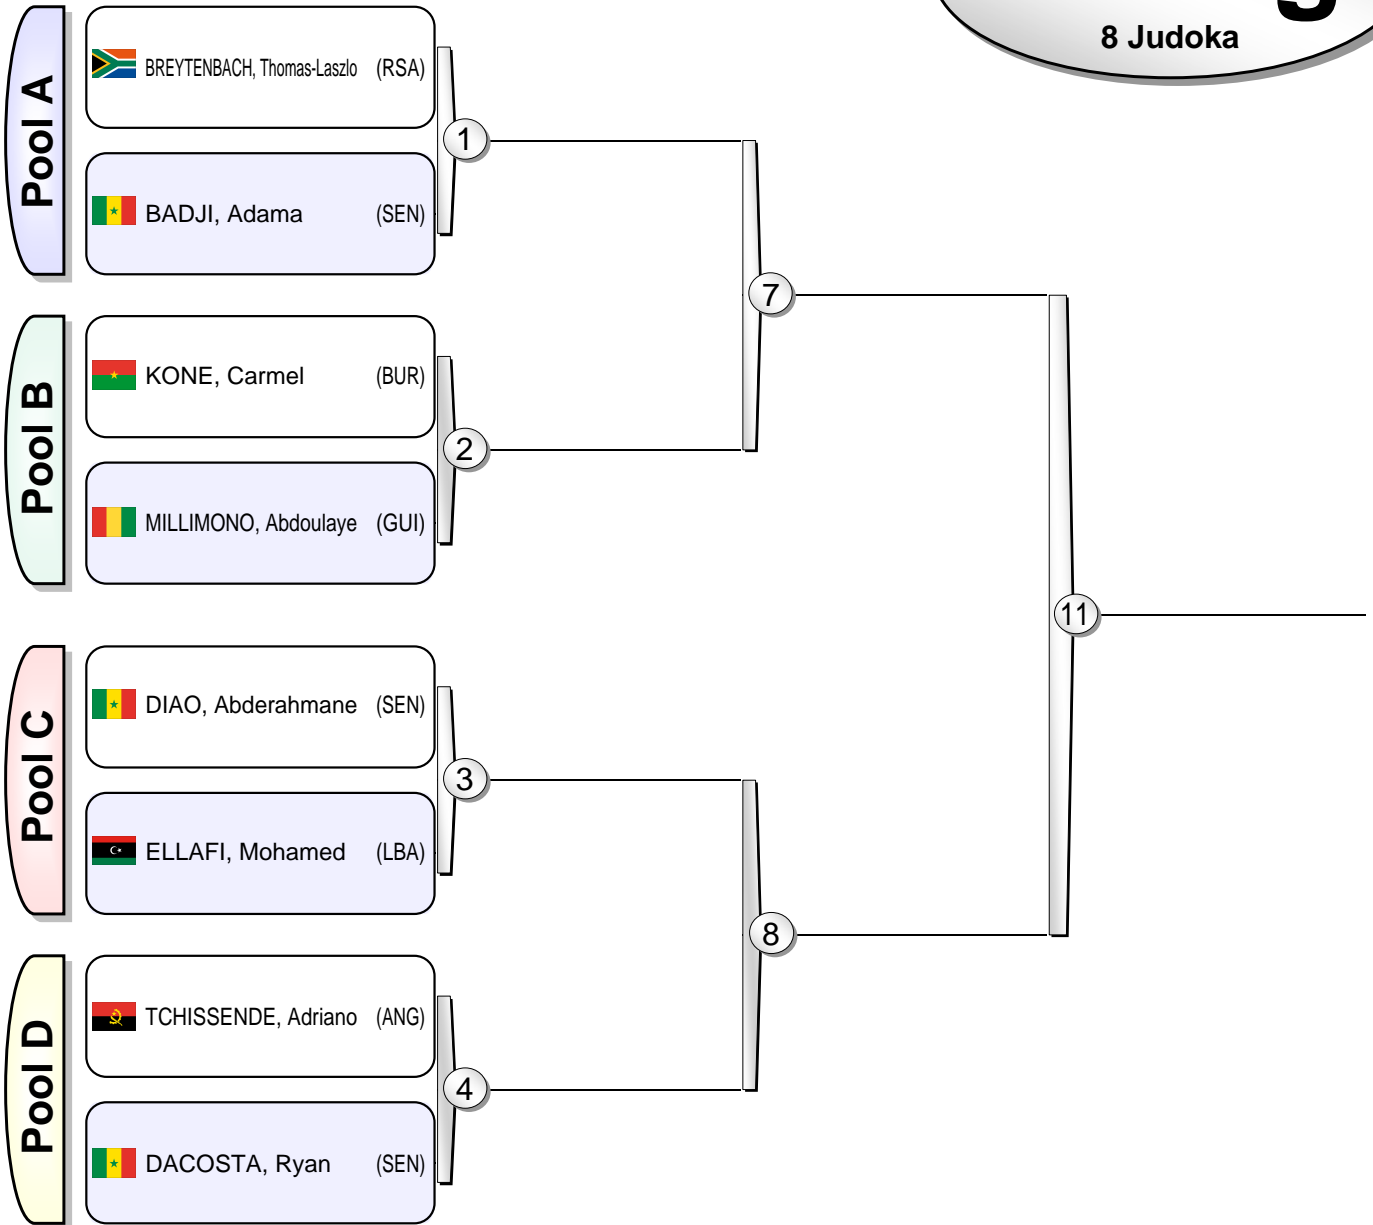 g
8 Judoka
Pool A
BREYTENBACH, Thomas-Laszlo (RSA)
1
BADJI, Adama (SEN)
7
Pool B
KONE, Carmel (BUR)
2
MILLIMONO, Abdoulaye (GUI)
11
Pool C
DIAO, Abderahmane (SEN)
3
ELLAFI, Mohamed (LBA)
8
Pool D
TCHISSENDE, Adriano (ANG)
4
DACOSTA, Ryan (SEN)